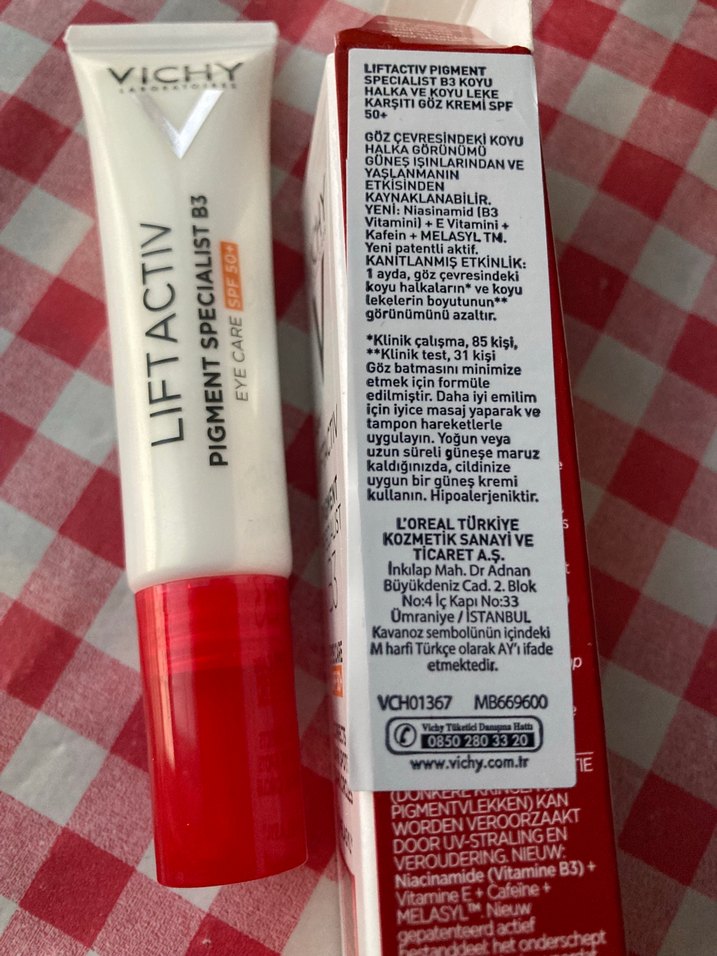 VICHY
LABORATOIRES
LIFTACTIV
PIGMENT SPECIALIST B3
EYE CARE SPF 50+
LIFTACTIV PIGMENT
SPECIALIST B3 KOYU
HALKA VE KOYU LEKE
KARŞITI GÖZ KREMİ SPF
50+
GÖZ ÇEVRESİNDEKİ KOYU
HALKA GÖRÜNÜMÜ
GÜNEŞ IŞINLARINDAN VE
YAŞLANMANIN
ETKİSİNDEN
KAYNAKLANABİLİR.
YENİ: Niasinamid (B3
Vitamini) + E Vitamini +
Kafein + MELASYL TM.
Yeni patentli aktif.
KANITLANMIŞ ETKİNLİK:
1 ayda, göz çevresindeki
koyu halkaların* ve koyu
lekelerin boyutunun**
görünümünü azaltır.
*Klinik çalışma, 85 kişi,
**Klinik test, 31 kişi
Göz batmasını minimize
etmek için formüle
edilmiştir. Daha iyi emilim
için iyice masaj yaparak ve
tampon hareketlerle
uygulayın. Yoğun veya
uzun süreli güneşe maruz
kaldığınızda, cildinize
uygun bir güneş kremi
kullanın. Hipoalerjeniktir.
L'OREAL TÜRKİYE
KOZMETİK SANAYİ VE
TİCARET A.Ş.
İnkılap Mah. Dr Adnan
Büyükdeniz Cad. 2. Blok
No:4 İç Kapı No:33
Ümraniye / İSTANBUL
Kavanoz sembolünün içindeki
M harfi Türkçe olarak AY'ı ifade
etmektedir.
VCH01367 MB669600
Vichy Tüketici Danışma Hattı
0850 280 33 20
www.vichy.com.tr
(DONKERE KRINGEN &
PIGMENTVLEKKEN) KAN
WORDEN VEROORZAAKT
DOOR UV-STRALING EN
VEROUDERING. NIEUW:
Niacinamide (Vitamine B3) +
Vitamine E + Cafeïne +
MELASYL™. Nieuw
gepatenteerd actief
bestanddeel: het onderschept